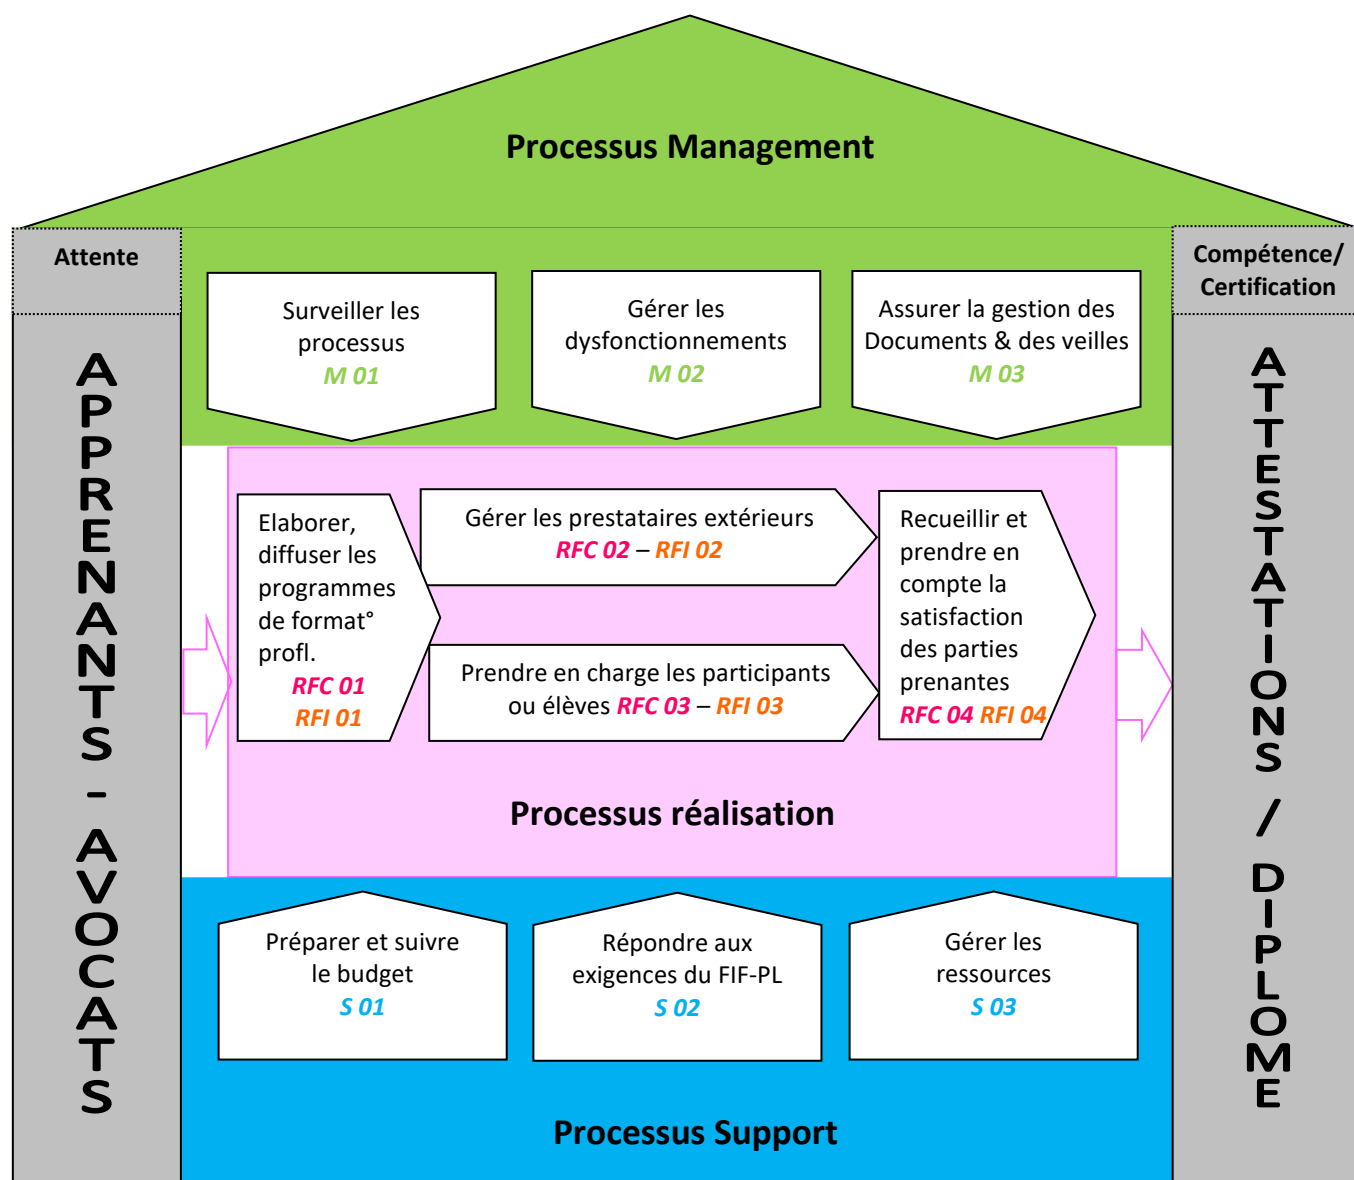 Processus Management
Attente
Compétence/
Certification
APPRENANTS - AVOCATS
Surveiller les
processus
M 01
Gérer les
dysfonctionnements
M 02
Assurer la gestion des
Documents & des veilles
M 03
Elaborer,
diffuser les
programmes
de format°
profl.
RFC 01
RFI 01
Gérer les prestataires extérieurs
RFC 02 – RFI 02
Prendre en charge les participants
ou élèves RFC 03 – RFI 03
Recueillir et
prendre en
compte la
satisfaction
des parties
prenantes
RFC 04 RFI 04
Processus réalisation
Préparer et suivre
le budget
S 01
Répondre aux
exigences du FIF-PL
S 02
Gérer les
ressources
S 03
Processus Support
ATTESTATIONS / DIPLOME